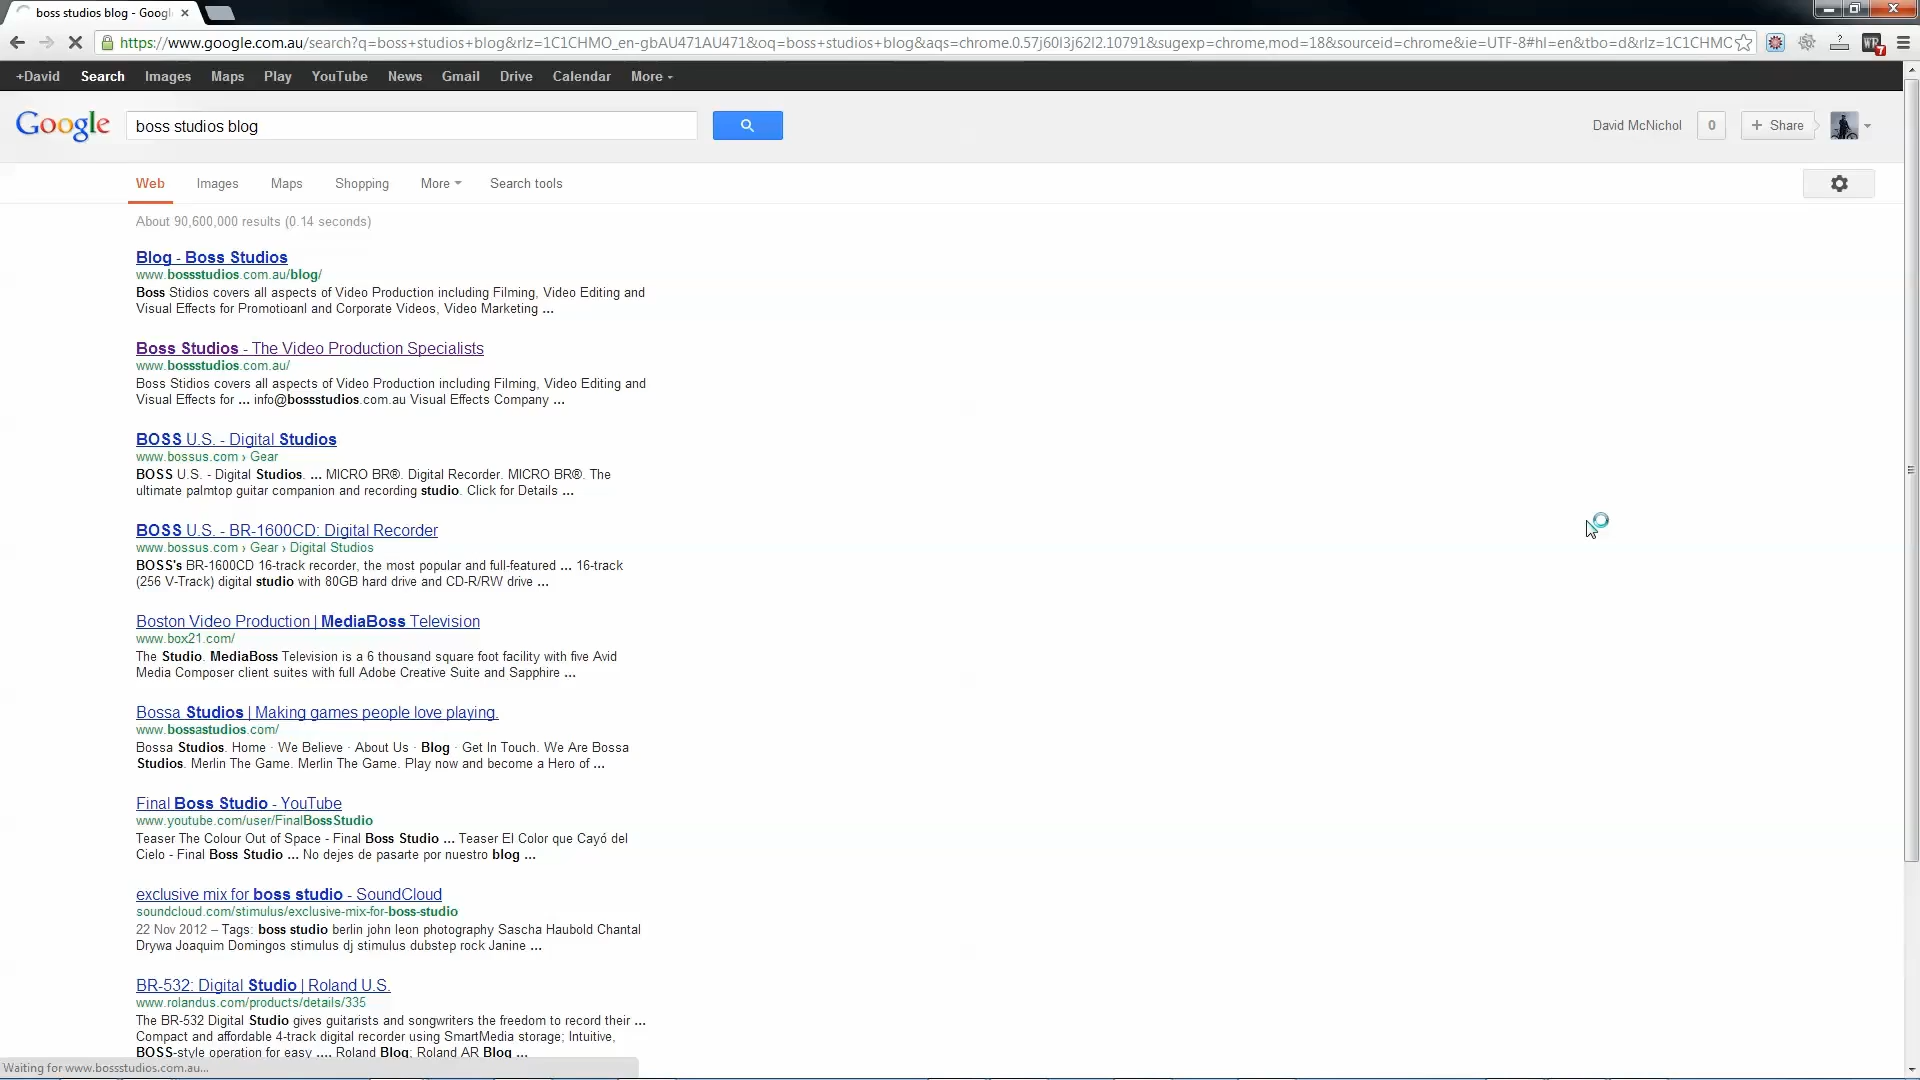 boss studios blog - Googl
https://www.google.com.au/search?q=boss+studios+blog&rlz=1C1CHMO_en-gbAU471AU471&oq=boss+studios+blog&aqs=chrome.0.57j60l3j62l2.10791&sugexp=chrome,mod=18&sourceid=chrome&ie=UTF-8#hl=en&tbo=d&rlz=1C1CHMO
+David Search Images Maps Play YouTube News Gmail Drive Calendar More
Google boss studios blog David McNichol 0 + Share
Web Images Maps Shopping More Search tools
About 90,600,000 results (0.14 seconds)
Blog - Boss Studios
www.bossstudios.com.au/blog/
Boss Stidios covers all aspects of Video Production including Filming, Video Editing and
Visual Effects for Promotioanl and Corporate Videos, Video Marketing ...
Boss Studios - The Video Production Specialists
www.bossstudios.com.au/
Boss Stidios covers all aspects of Video Production including Filming, Video Editing and
Visual Effects for ... info@bossstudios.com.au Visual Effects Company ...
BOSS U.S. - Digital Studios
www.bossus.com › Gear
BOSS U.S. - Digital Studios. ... MICRO BR®. Digital Recorder. MICRO BR®. The
ultimate palmtop guitar companion and recording studio. Click for Details ...
BOSS U.S. - BR-1600CD: Digital Recorder
www.bossus.com › Gear › Digital Studios
BOSS's BR-1600CD 16-track recorder, the most popular and full-featured ... 16-track
(256 V-Track) digital studio with 80GB hard drive and CD-R/RW drive ...
Boston Video Production | MediaBoss Television
www.box21.com/
The Studio. MediaBoss Television is a 6 thousand square foot facility with five Avid
Media Composer client suites with full Adobe Creative Suite and Sapphire ...
Bossa Studios | Making games people love playing.
www.bossastudios.com/
Bossa Studios. Home · We Believe · About Us · Blog · Get In Touch. We Are Bossa
Studios. Merlin The Game. Merlin The Game. Play now and become a Hero of ...
Final Boss Studio - YouTube
www.youtube.com/user/FinalBossStudio
Teaser The Colour Out of Space - Final Boss Studio ... Teaser El Color que Cayó del
Cielo - Final Boss Studio ... No dejes de pasarte por nuestro blog ...
exclusive mix for boss studio - SoundCloud
soundcloud.com/stimulus/exclusive-mix-for-boss-studio
22 Nov 2012 – Tags: boss studio berlin john leon photography Sascha Haubold Chantal
Drywa Joaquim Domingos stimulus dj stimulus dubstep rock Janine ...
BR-532: Digital Studio | Roland U.S.
www.rolandus.com/products/details/335
The BR-532 Digital Studio gives guitarists and songwriters the freedom to record their ...
Compact and affordable 4-track digital recorder using SmartMedia storage; Intuitive,
BOSS-style operation for easy .... Roland Blog; Roland AR Blog ...
Waiting for www.bossstudios.com.au...